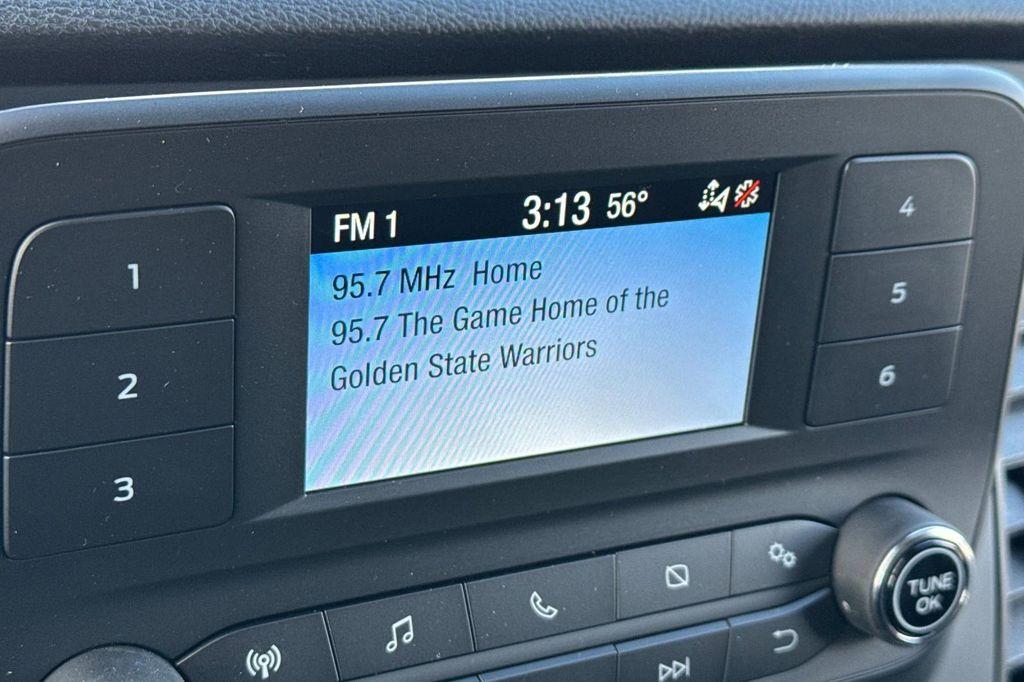 FM 1 3:13 56°
95.7 MHz Home
95.7 The Game Home of the
Golden State Warriors
1
2
3
4
5
6
TUNE
OK